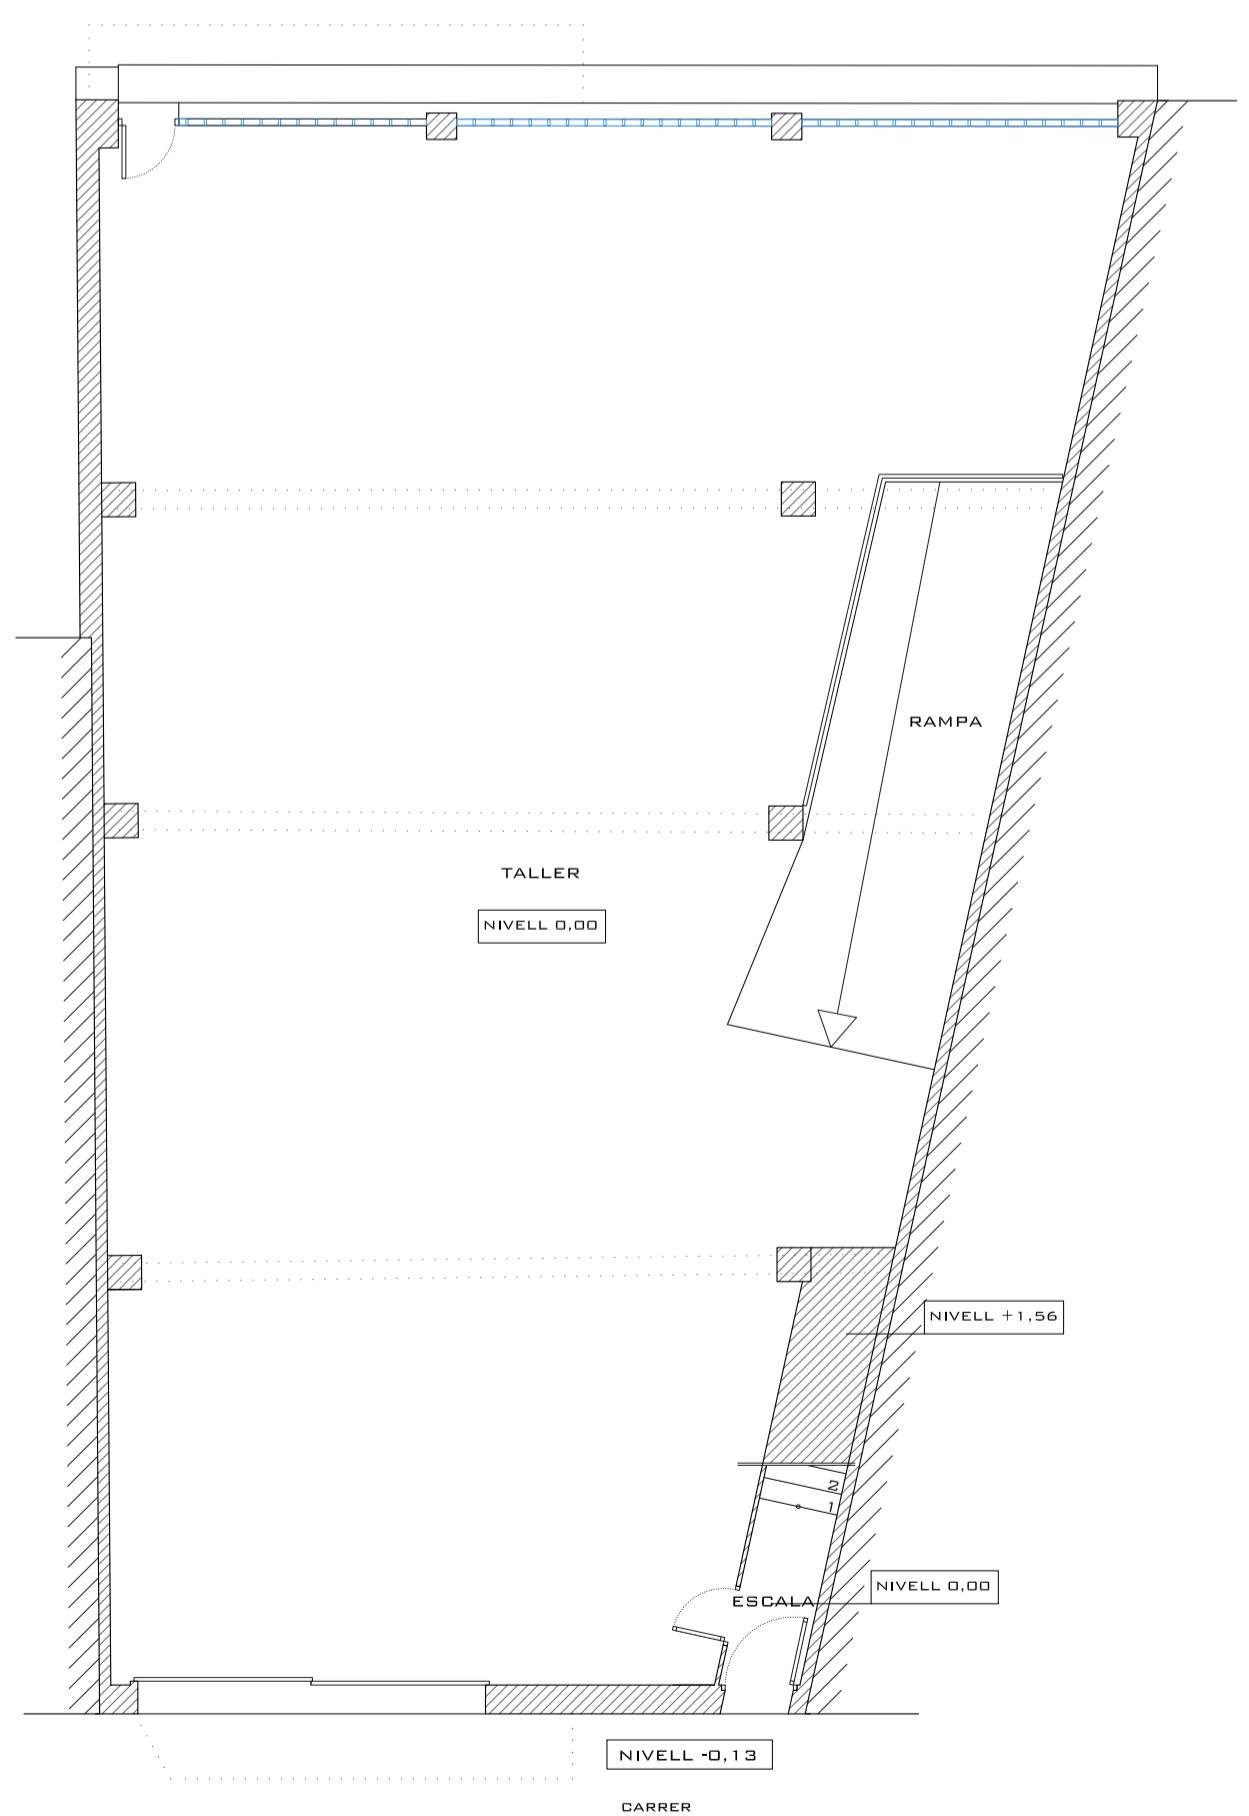 RAMPA
TALLER
NIVELL 0,00
NIVELL +1,56
2
1
NIVELL 0,00
ESCALA
NIVELL -0,13
CARRER